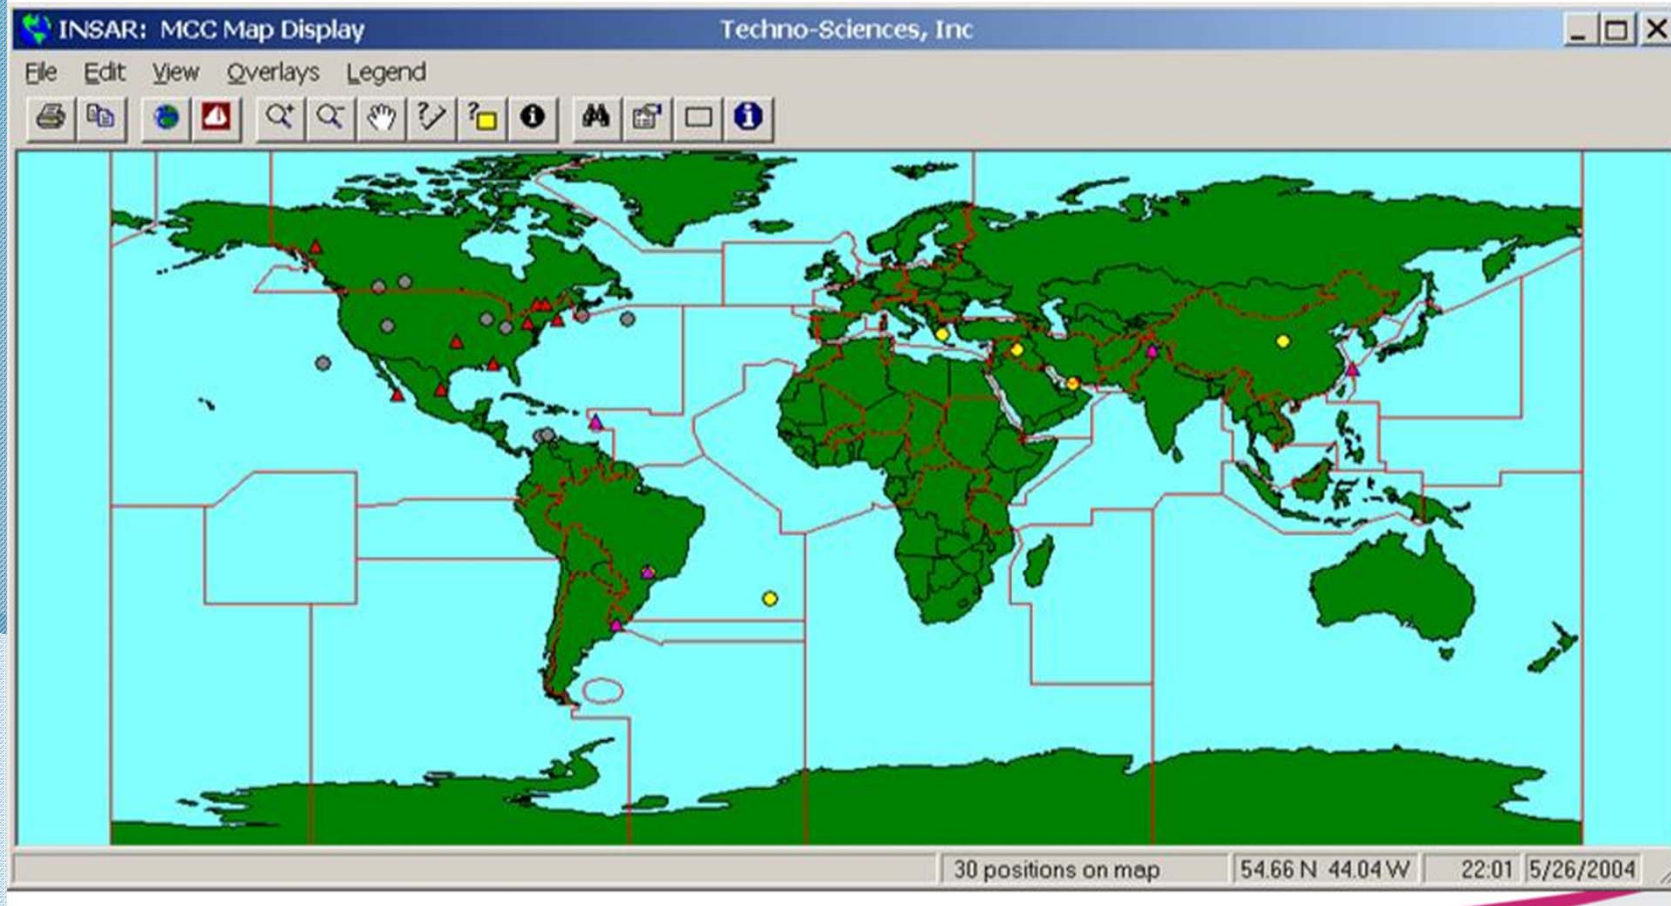 INSAR: MCC Map Display Techno-Sciences, Inc
File Edit View Overlays Legend
30 positions on map 54.66 N 44.04 W 22:01 5/26/2004